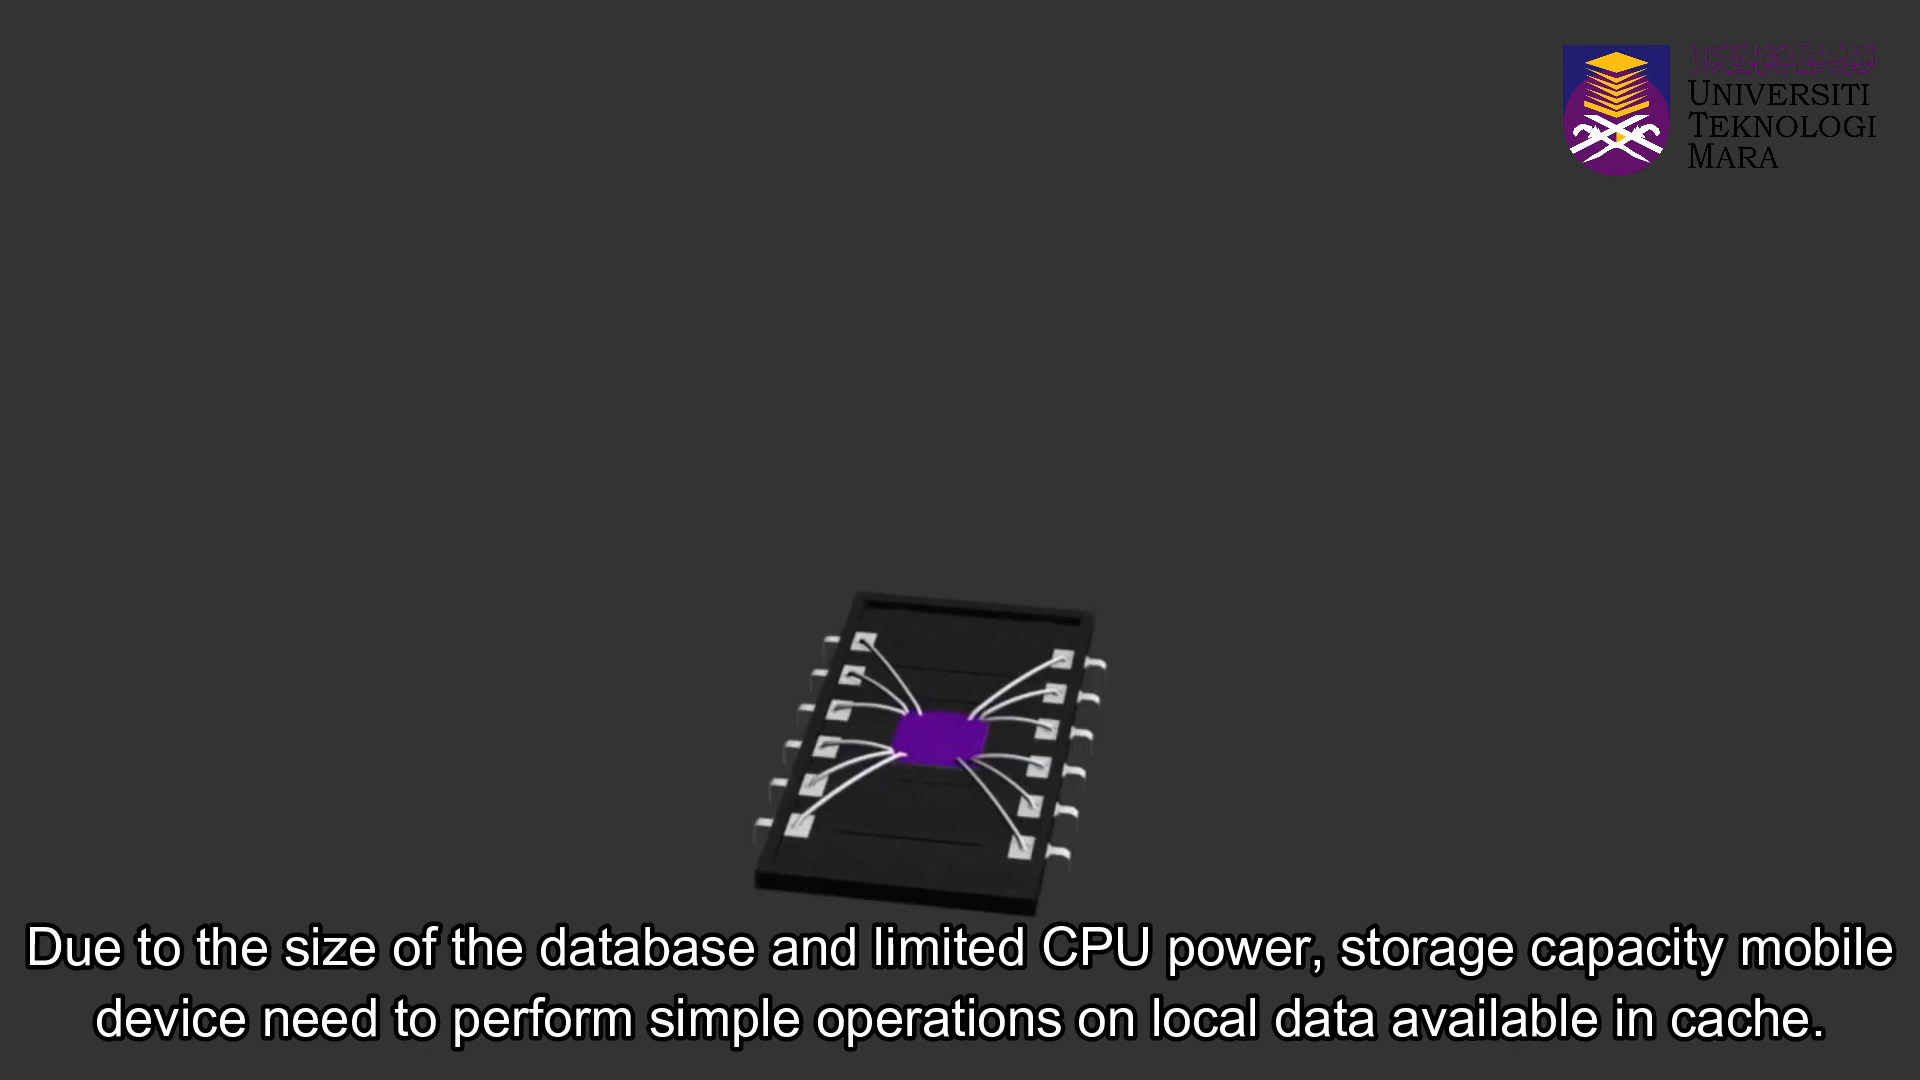 UNIVERSITI
TEKNOLOGI
MARA
Due to the size of the database and limited CPU power, storage capacity mobile
device need to perform simple operations on local data available in cache.